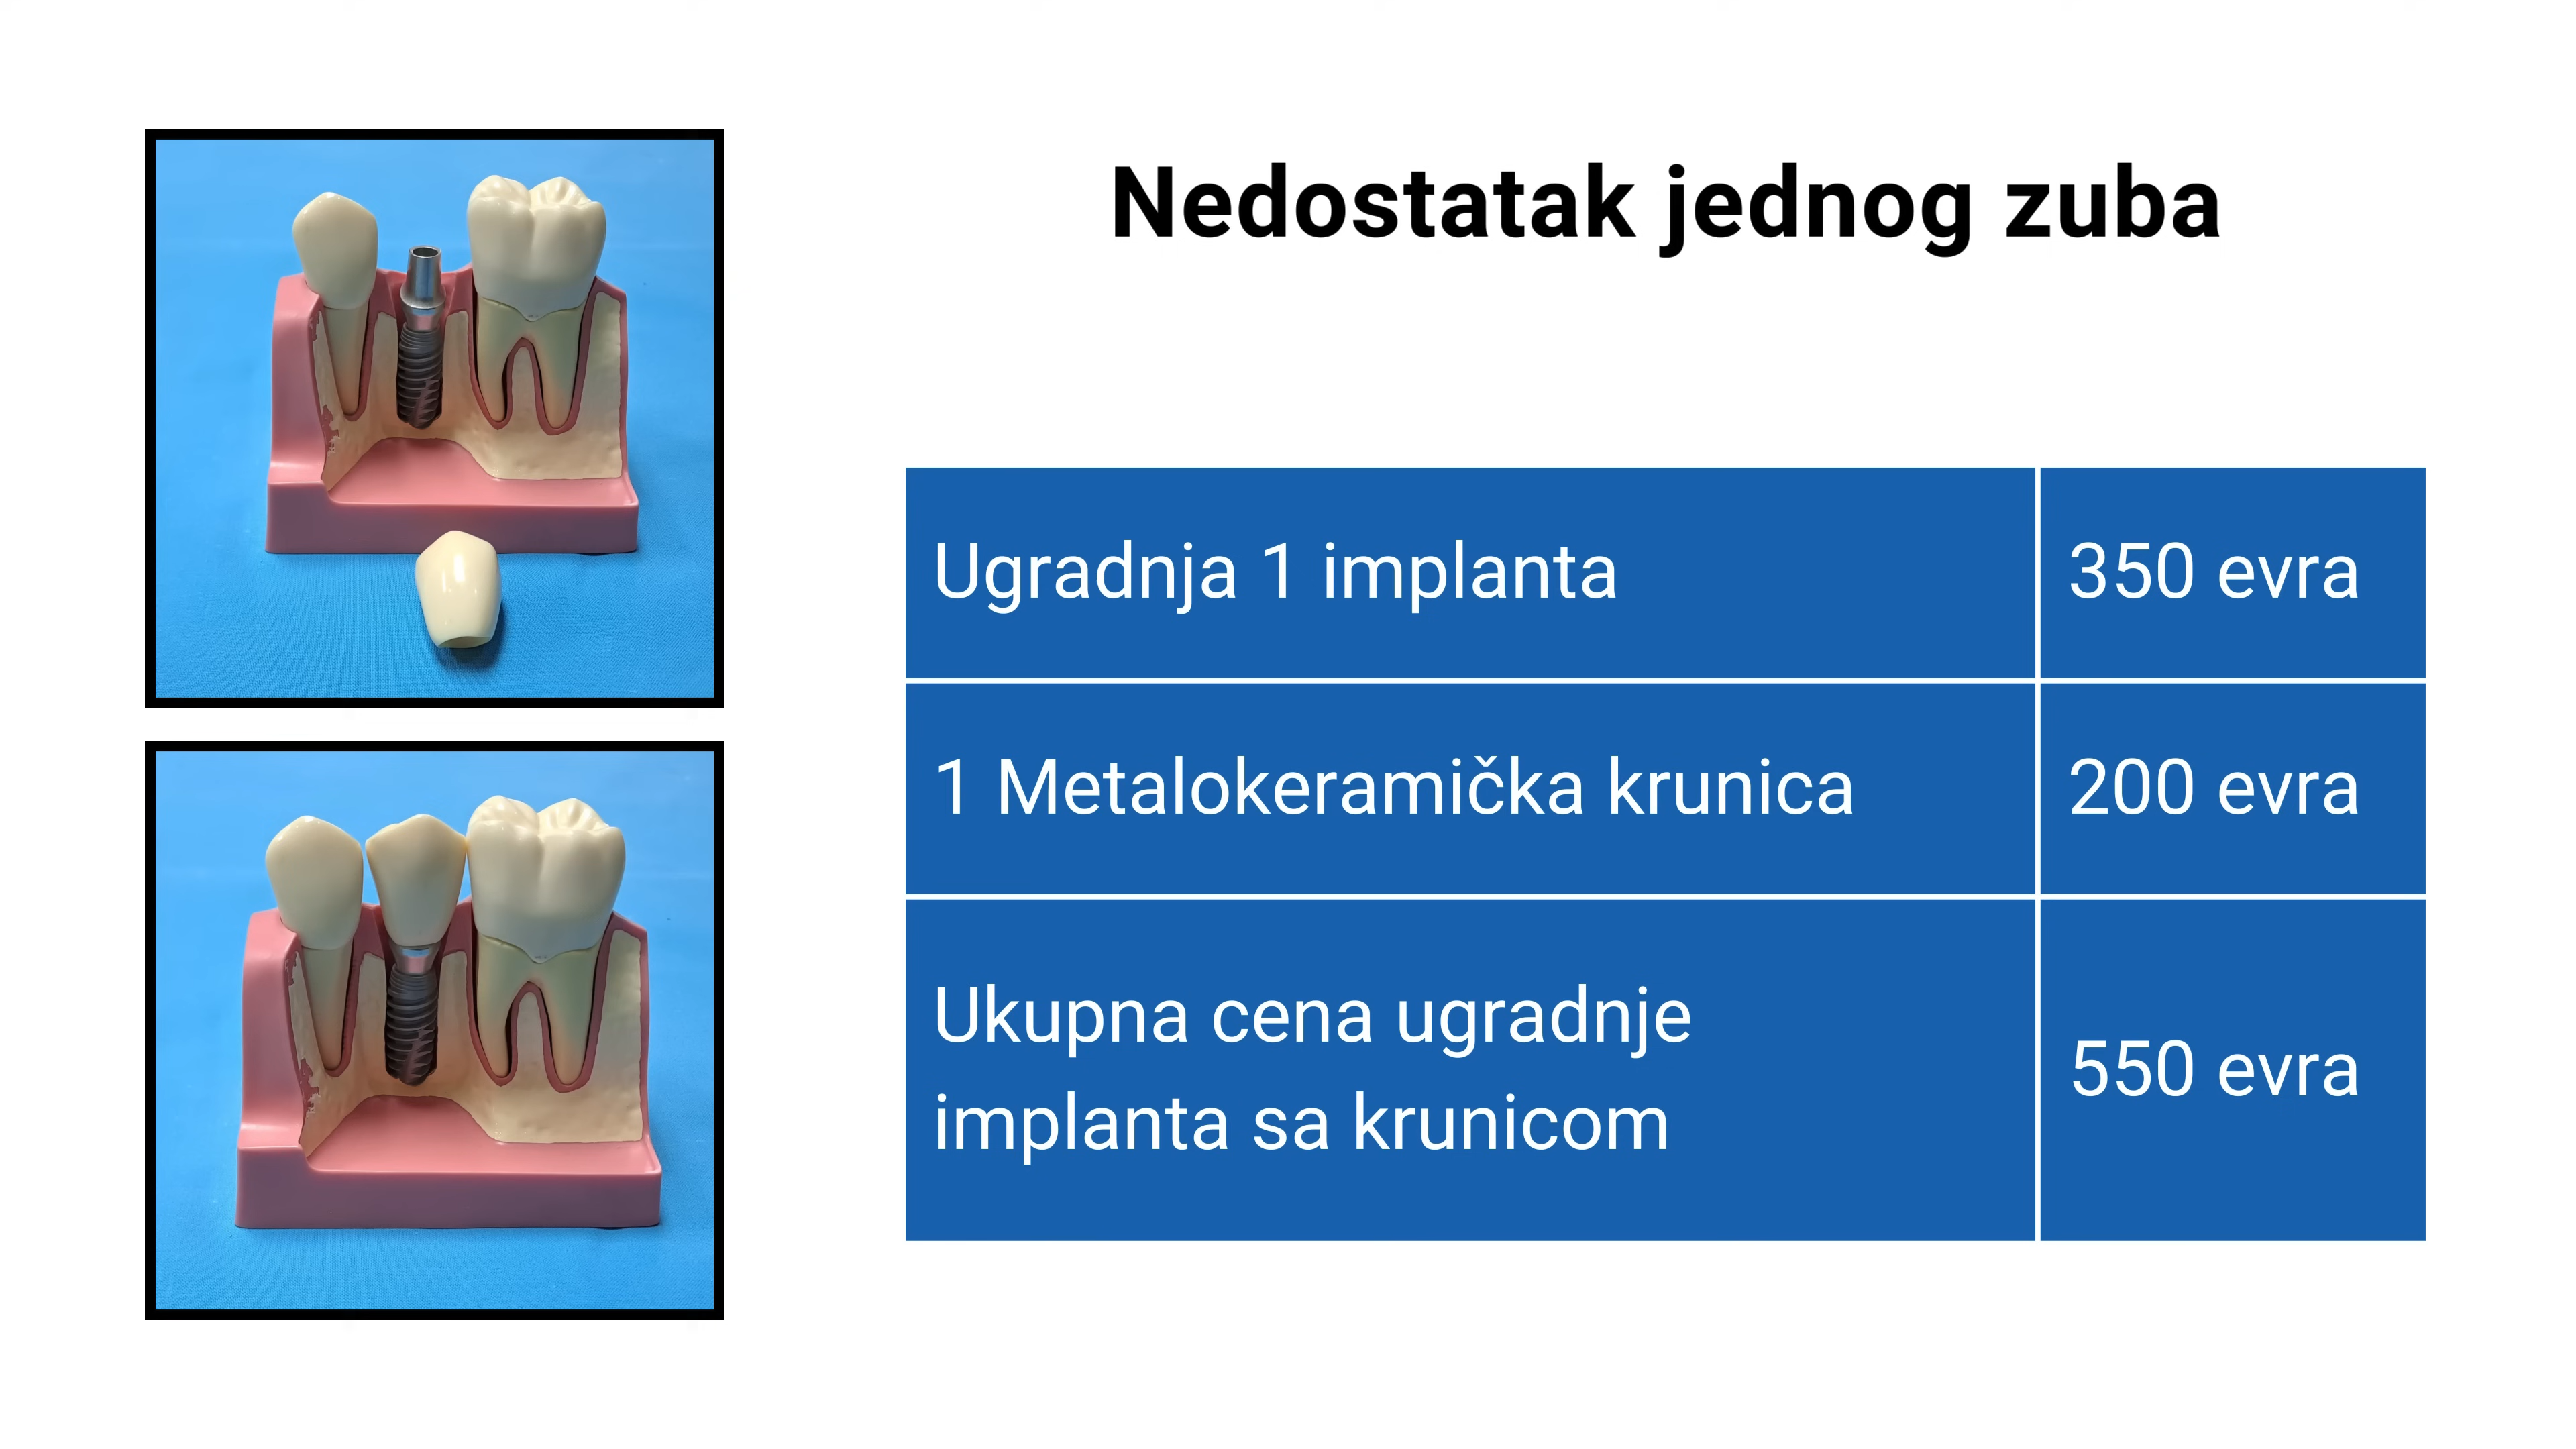 Nedostatak jednog zuba
Ugradnja 1 implanta
350 evra
1 Metalokeramička krunica
200 evra
Ukupna cena ugradnje
implanta sa krunicom
550 evra